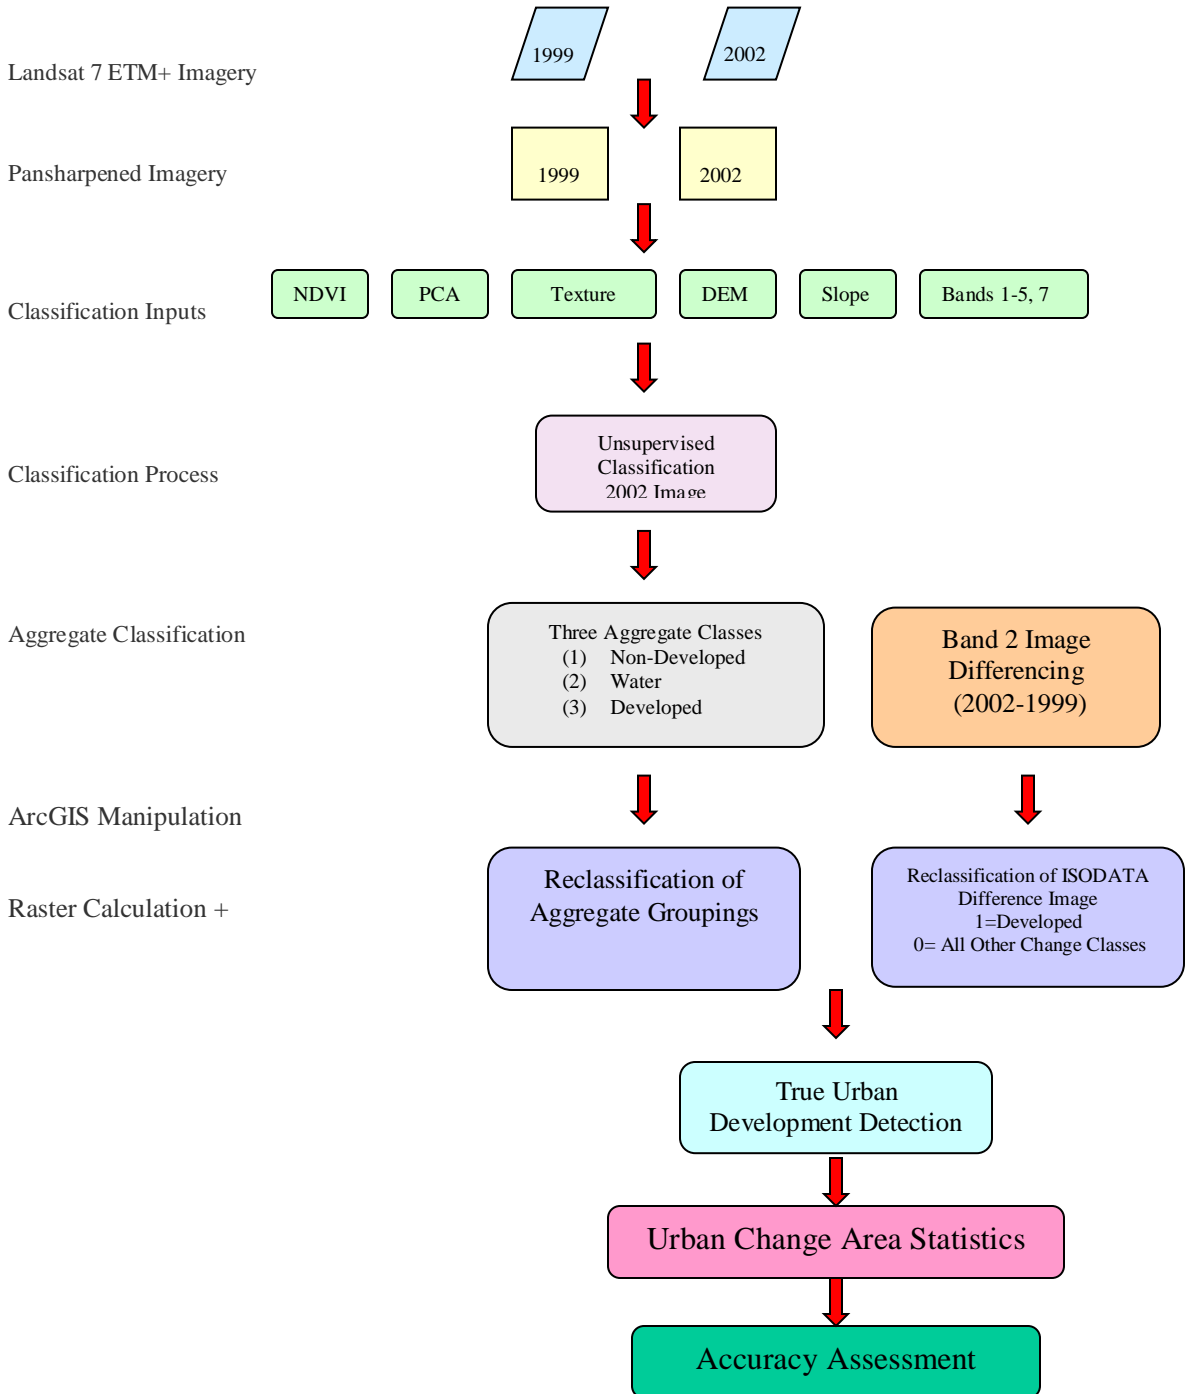 Landsat 7 ETM+ Imagery
1999
2002
Pansharpened Imagery
1999
2002
Classification Inputs
NDVI
PCA
Texture
DEM
Slope
Bands 1-5, 7
Classification Process
Unsupervised
Classification
2002 Image
Aggregate Classification
Three Aggregate Classes
(1) Non-Developed
(2) Water
(3) Developed
Band 2 Image
Differencing
(2002-1999)
ArcGIS Manipulation
Raster Calculation +
Reclassification of
Aggregate Groupings
Reclassification of ISODATA
Difference Image
1=Developed
0= All Other Change Classes
True Urban
Development Detection
Urban Change Area Statistics
Accuracy Assessment